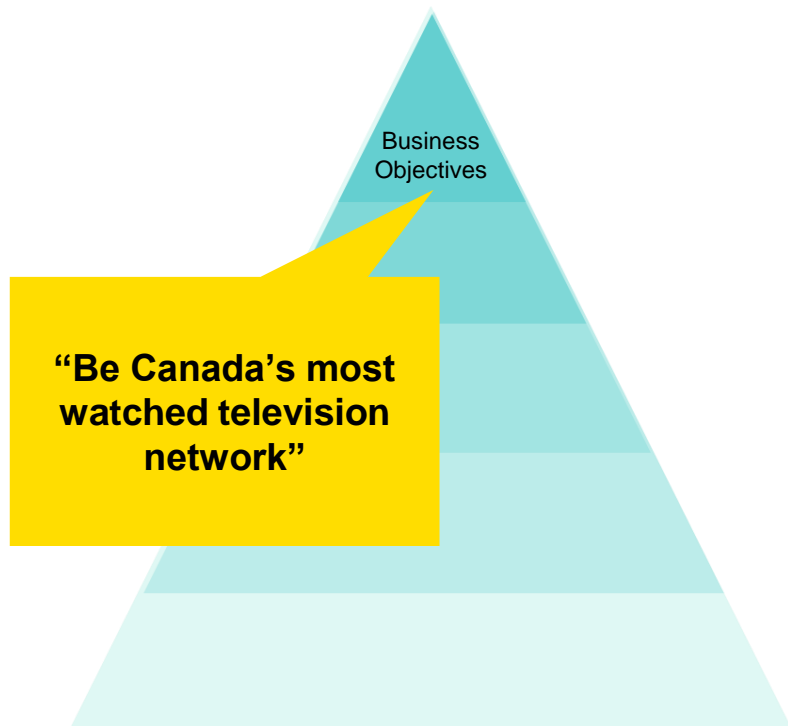 Business
Objectives
“Be Canada’s most
watched television
network”